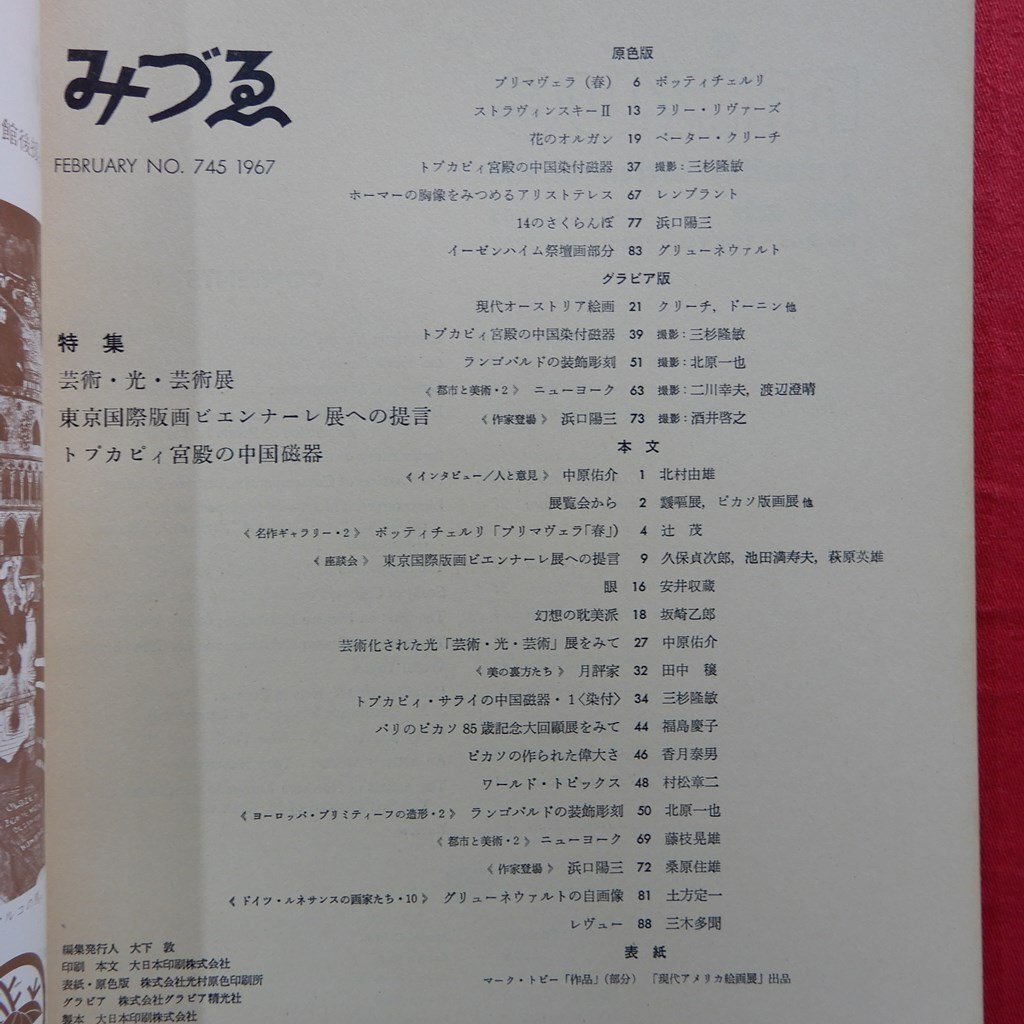 みづゑ
FEBRUARY NO. 745 1967
特 集
芸術・光・芸術展
東京国際版画ビエンナーレ展への提言
トプカピィ宮殿の中国磁器
原色版
プリマヴェラ（春） 6 ボッティチェルリ
ストラヴィンスキーⅡ 13 ラリー・リヴァーズ
花のオルガン 19 ペーター・クリーチ
トプカピィ宮殿の中国染付磁器 37 撮影：三杉隆敏
ホーマーの胸像をみつめるアリストテレス 67 レンブラント
14のさくらんぼ 77 浜口陽三
イーゼンハイム祭壇画部分 83 グリューネウァルト
グラビア版
現代オーストリア絵画 21 クリーチ，ドーニン他
トプカピィ宮殿の中国染付磁器 39 撮影：三杉隆敏
ランゴバルドの装飾彫刻 51 撮影：北原一也
《都市と美術・2》 ニューヨーク 63 撮影：二川幸夫，渡辺澄晴
《作家登場》 浜口陽三 73 撮影：酒井啓之
本 文
《インタビュー／人と意見》 中原佑介 1 北村由雄
展覧会から 2 靉嘔展，ピカソ版画展他
《名作ギャラリー・2》 ボッティチェルリ「プリマヴェラ「春」） 4 辻 茂
《座談会》 東京国際版画ビエンナーレ展への提言 9 久保貞次郎，池田満寿夫，萩原英雄
眼 16 安井収蔵
幻想の耽美派 18 坂崎乙郎
芸術化された光「芸術・光・芸術」展をみて 27 中原佑介
《美の裏方たち》 月評家 32 田中 穣
トプカピィ・サライの中国磁器・1〈染付〉 34 三杉隆敏
パリのピカソ85歳記念大回顧展をみて 44 福島慶子
ピカソの作られた偉大さ 46 香月泰男
ワールド・トピックス 48 村松章二
《ヨーロッパ・プリミティーフの造形・2》 ランゴバルドの装飾彫刻 50 北原一也
《都市と美術・2》 ニューヨーク 69 藤枝晃雄
《作家登場》 浜口陽三 72 桑原住雄
《ドイツ・ルネサンスの画家たち・10》 グリューネウァルトの自画像 81 土方定一
レヴュー 88 三木多聞
表 紙
マーク・トビー「作品」（部分） 「現代アメリカ絵画展」出品
編集発行人 大下 敦
印刷 本文 大日本印刷株式会社
表紙・原色版 株式会社光村原色印刷所
グラビア 株式会社グラビア精光社
製本 大日本印刷株式会社